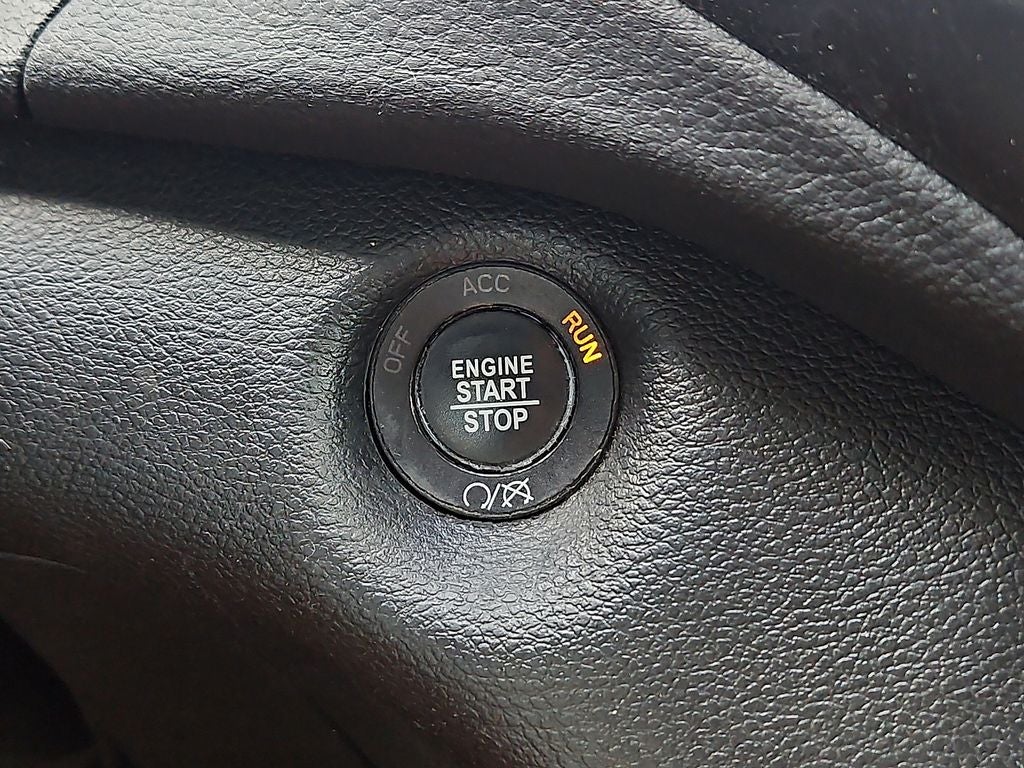 ACC
OFF
RUN
ENGINE
START
STOP